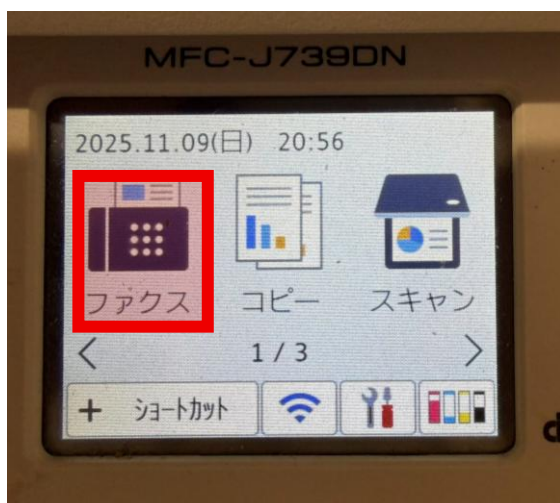 MFC-J739DN
2025.11.09(日) 20:56
ファクス コピー スキャン
< 1 / 3 >
+ ショートカット